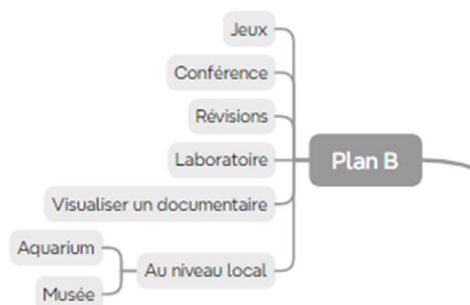 Jeux
Conférence
Révisions
Laboratoire
Plan B
Visualiser un documentaire
Aquarium
Au niveau local
Musée